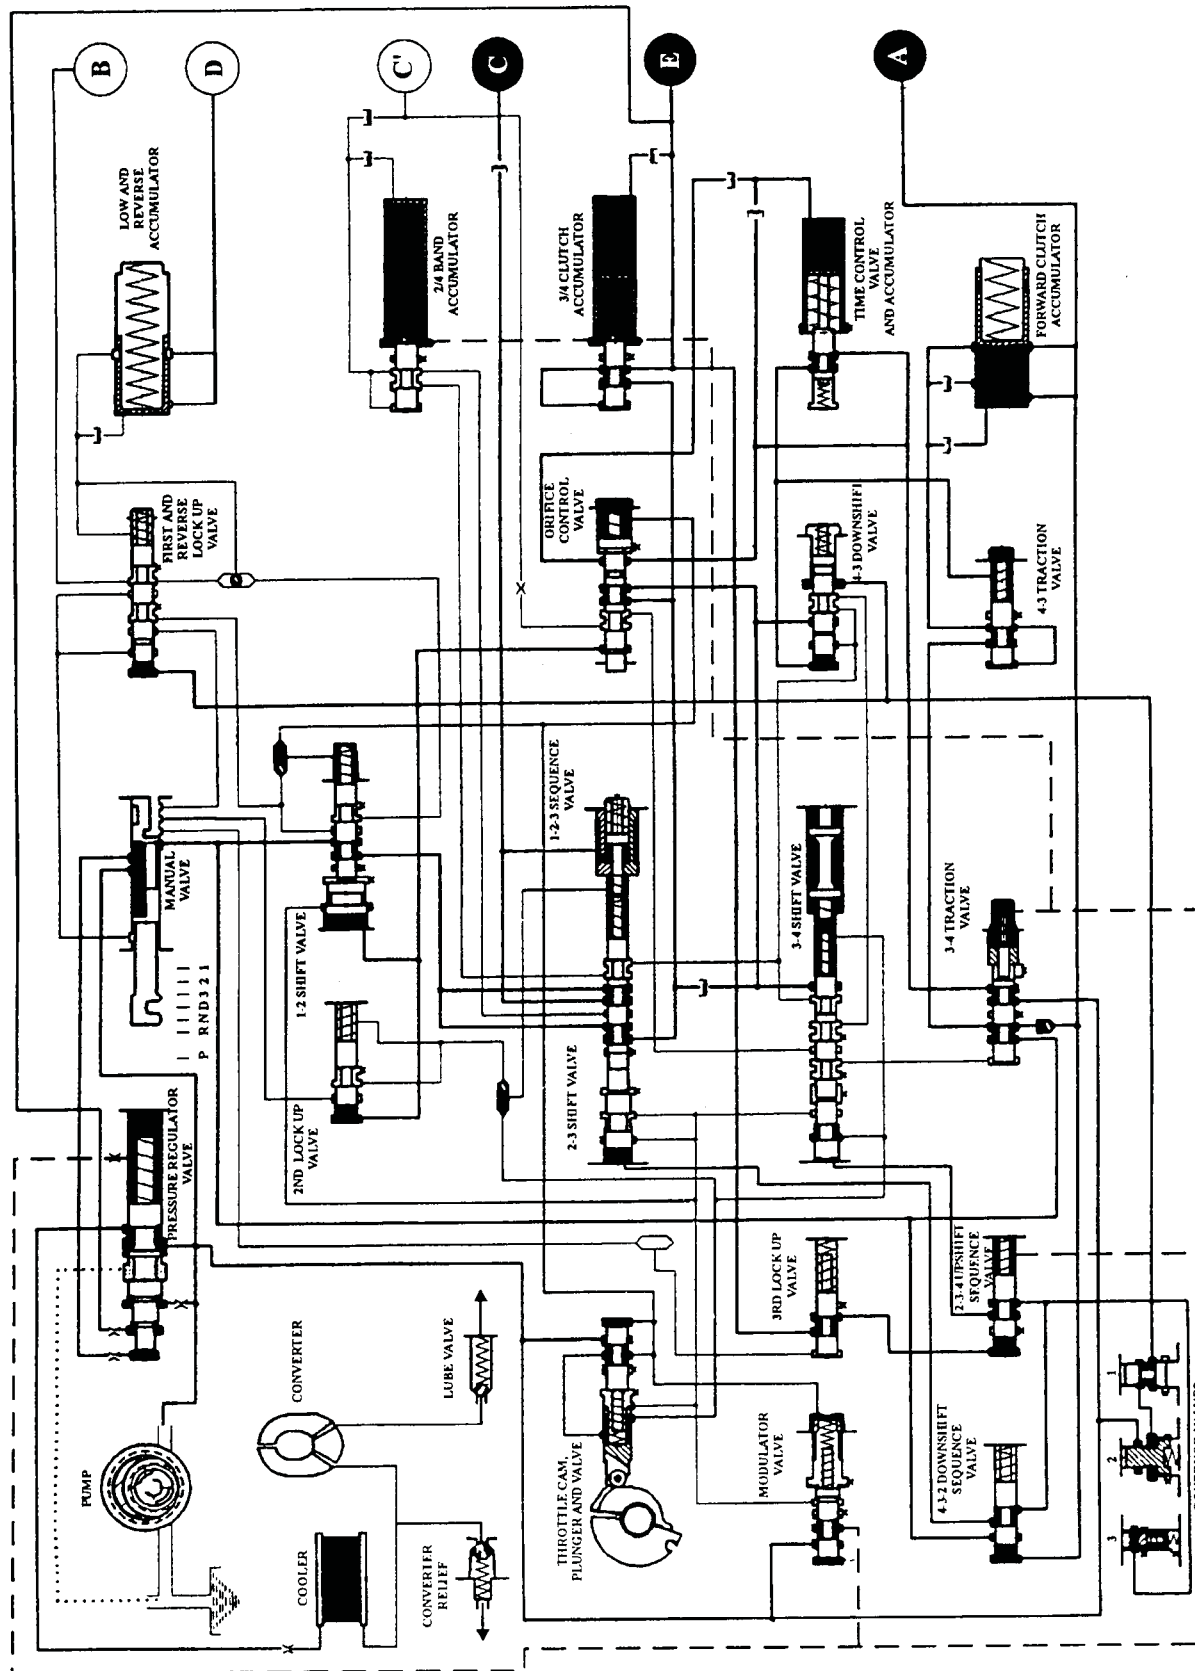 PUMP
PRESSURE REGULATOR
VALVE
P R N D 3 2 1
MANUAL
VALVE
FIRST AND
REVERSE
LOCK UP
VALVE
LOW AND
REVERSE
ACCUMULATOR
B
D
COOLER
CONVERTER
2ND LOCK UP
VALVE
1-2 SHIFT VALVE
CONVERTER
RELIEF
LUBE VALVE
2/4 BAND
ACCUMULATOR
C'
C
THROTTLE CAM,
PLUNGER AND VALVE
2-3 SHIFT VALVE
1-2-3 SEQUENCE
VALVE
ORIFICE
CONTROL
VALVE
3/4 CLUTCH
ACCUMULATOR
E
MODULATOR
VALVE
3RD LOCK UP
VALVE
3-4 SHIFT VALVE
4-3 DOWNSHIFT
VALVE
TIME CONTROL
VALVE
AND ACCUMULATOR
A
4-3-2 DOWNSHIFT
SEQUENCE
VALVE
2-3-4 UPSHIFT
SEQUENCE
VALVE
3-4 TRACTION
VALVE
4-3 TRACTION
VALVE
FORWARD CLUTCH
ACCUMULATOR
3
2
1